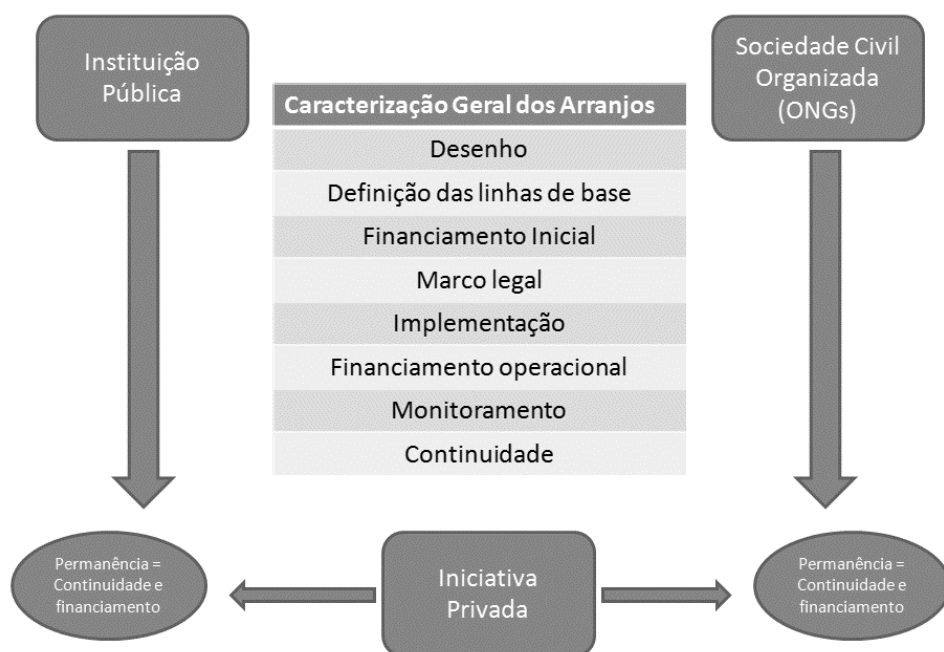 Instituição
Pública
Sociedade Civil
Organizada
(ONGs)
Caracterização Geral dos Arranjos
Desenho
Definição das linhas de base
Financiamento Inicial
Marco legal
Implementação
Financiamento operacional
Monitoramento
Continuidade
Permanência =
Continuidade e
financiamento
Iniciativa
Privada
Permanência =
Continuidade e
financiamento